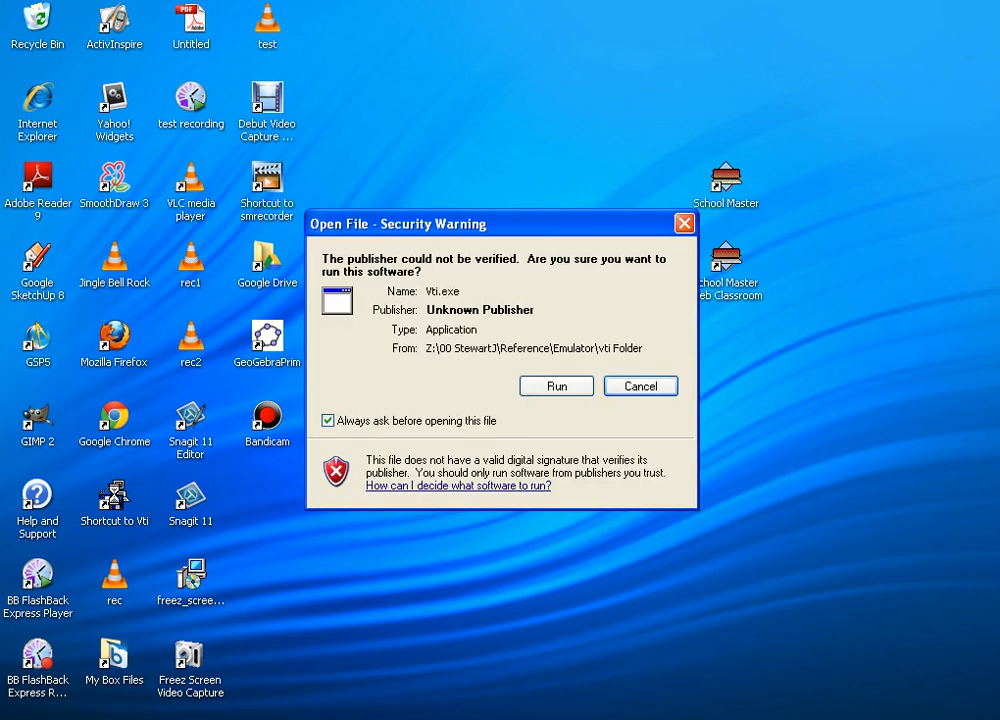 Recycle Bin
ActivInspire
Untitled
test
Internet
Explorer
Yahoo!
Widgets
test recording
Debut Video
Capture ...
Adobe Reader
9
SmoothDraw 3
VLC media
player
Shortcut to
smrecorder
School Master
Google
SketchUp 8
Jingle Bell Rock
rec1
Google Drive
chool Master
eb Classroom
GSP5
Mozilla Firefox
rec2
GeoGebraPrim
GIMP 2
Google Chrome
Snagit 11
Editor
Bandicam
Help and
Support
Shortcut to Vti
Snagit 11
BB FlashBack
Express Player
rec
freez_scree...
BB FlashBack
Express R...
My Box Files
Freez Screen
Video Capture
Open File - Security Warning
The publisher could not be verified. Are you sure you want to
run this software?
Name: Vti.exe
Publisher: Unknown Publisher
Type: Application
From: Z:\00 StewartJ\Reference\Emulator\vti Folder
Run Cancel
Always ask before opening this file
This file does not have a valid digital signature that verifies its
publisher. You should only run software from publishers you trust.
How can I decide what software to run?